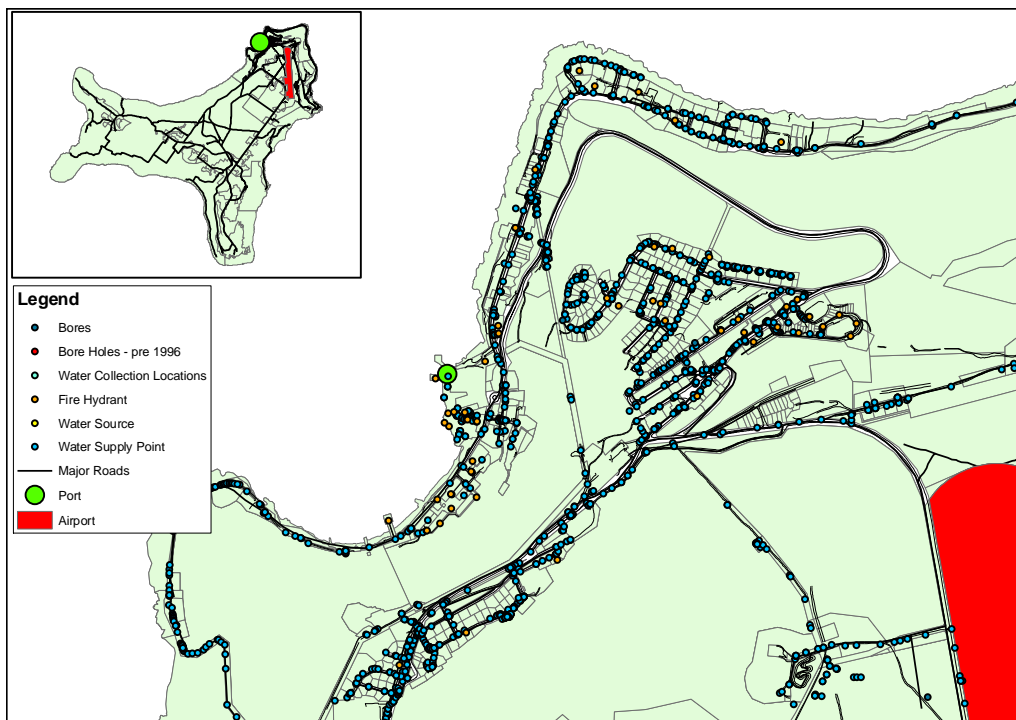 Legend
Bores
Bore Holes - pre 1996
Water Collection Locations
Fire Hydrant
Water Source
Water Supply Point
Major Roads
Port
Airport